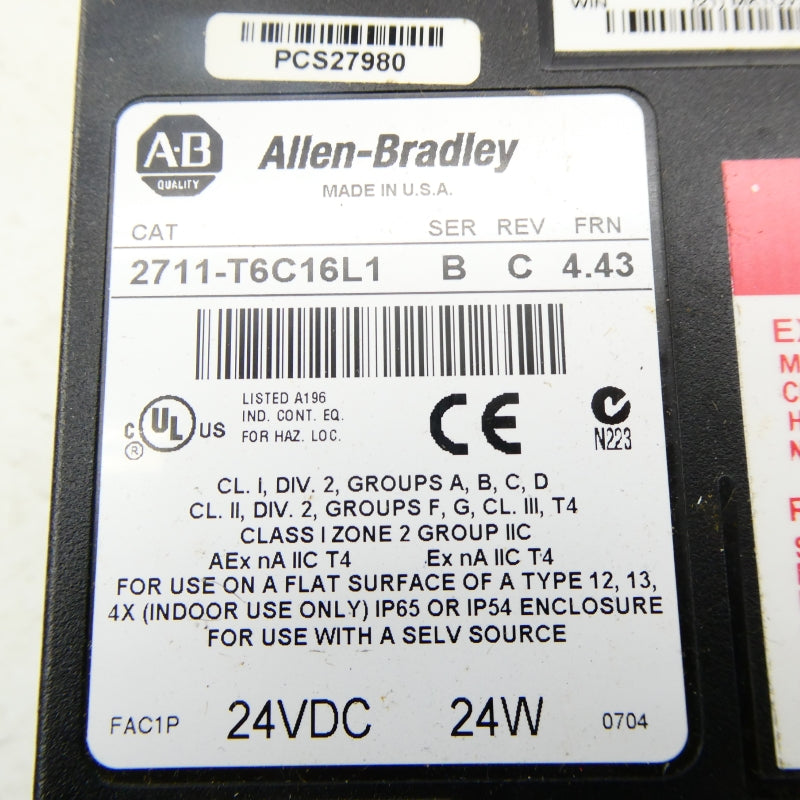 PCS27980
WIN
A·B
QUALITY
Allen-Bradley
MADE IN U.S.A.
CAT SER REV FRN
2711-T6C16L1 B C 4.43
C UL US
®
LISTED A196
IND. CONT. EQ.
FOR HAZ. LOC.
CE
N223
CL. I, DIV. 2, GROUPS A, B, C, D
CL. II, DIV. 2, GROUPS F, G, CL. III, T4
CLASS I ZONE 2 GROUP IIC
AEx nA IIC T4 Ex nA IIC T4
FOR USE ON A FLAT SURFACE OF A TYPE 12, 13,
4X (INDOOR USE ONLY) IP65 OR IP54 ENCLOSURE
FOR USE WITH A SELV SOURCE
FAC1P 24VDC 24W 0704